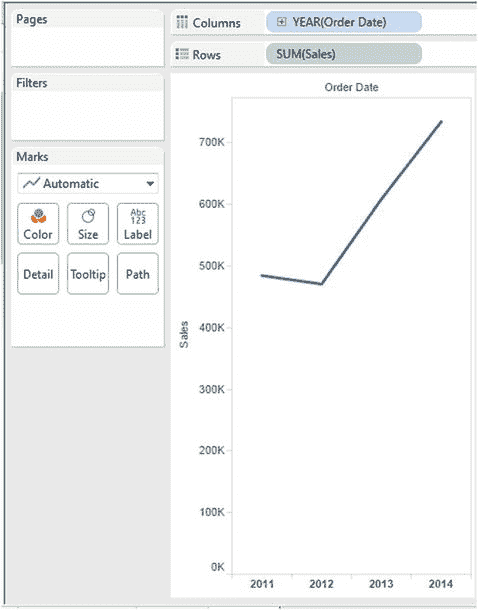 Pages
Columns
YEAR(Order Date)
Rows
SUM(Sales)
Filters
Order Date
Marks
Automatic
Color
Size
Abc
123
Label
Detail
Tooltip
Path
Sales
700K
600K
500K
400K
300K
200K
100K
0K
2011 2012 2013 2014